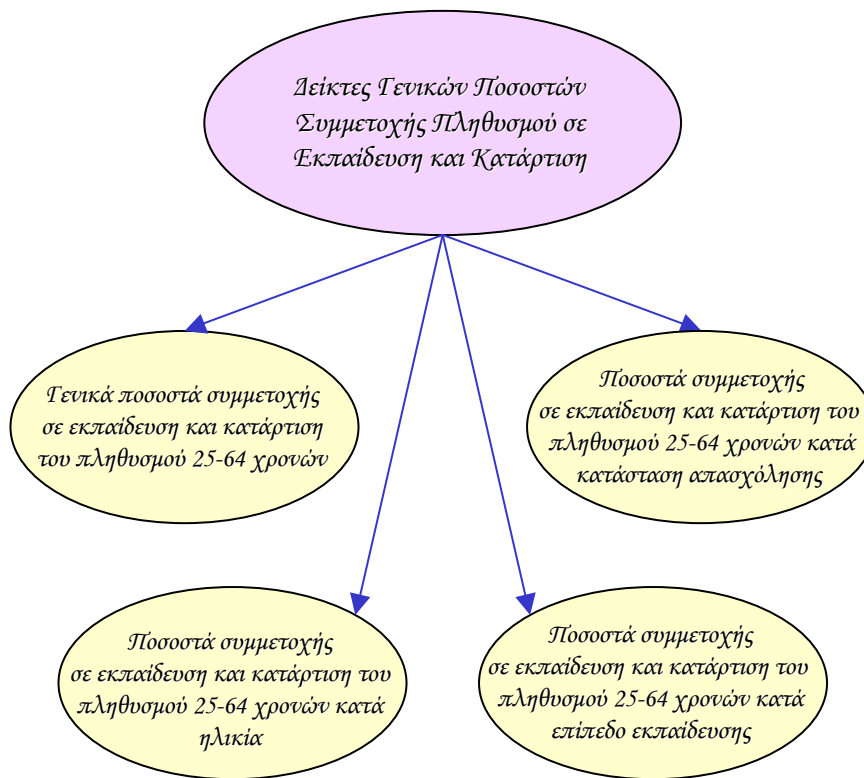 Δείκτες Γενικών Ποσοστών
Συμμετοχής Πληθυσμού σε
Εκπαίδευση και Κατάρτιση
Γενικά ποσοστά συμμετοχής
σε εκπαίδευση και κατάρτιση
του πληθυσμού 25-64 χρονών
Ποσοστά συμμετοχής
σε εκπαίδευση και κατάρτιση του
πληθυσμού 25-64 χρονών κατά
κατάσταση απασχόλησης
Ποσοστά συμμετοχής
σε εκπαίδευση και κατάρτιση του
πληθυσμού 25-64 χρονών κατά
ηλικία
Ποσοστά συμμετοχής
σε εκπαίδευση και κατάρτιση του
πληθυσμού 25-64 χρονών κατά
επίπεδο εκπαίδευσης